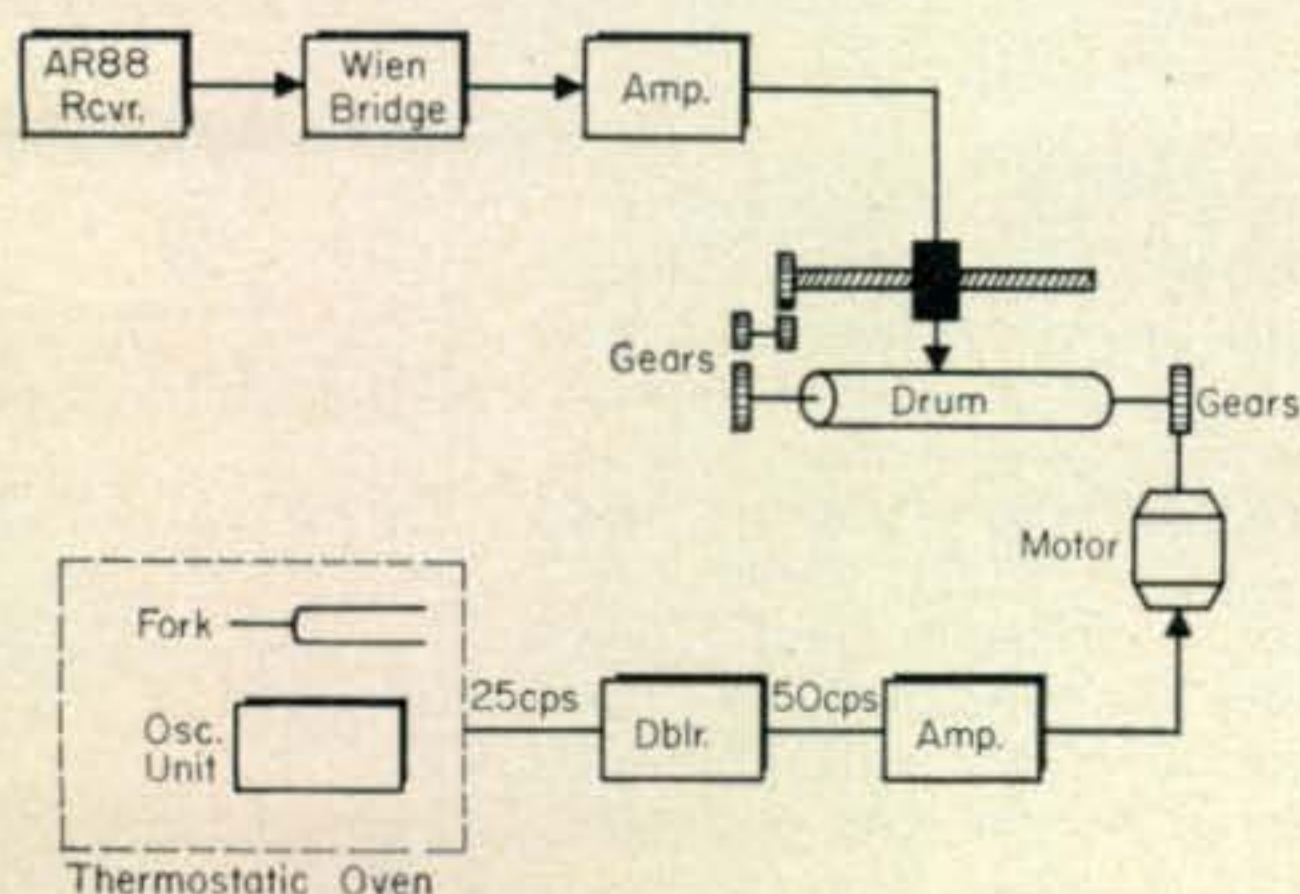 AR88
Rcvr.
Wien
Bridge
Amp.
Gears
Drum
Gears
Motor
Fork
Osc.
Unit
25cps
Dblr.
50cps
Amp.
Thermostatic Oven